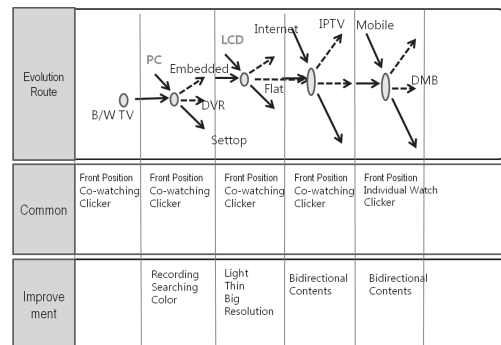 Evolution
Route
B/W TV
PC
Embedded
DVR
Settop
LCD
Flat
Internet
IPTV
Mobile
DMB
Common
Front Position
Co-watching
Clicker
Front Position
Co-watching
Clicker
Front Position
Co-watching
Clicker
Front Position
Co-watching
Clicker
Front Position
Individual Watch
Clicker
Improve
ment
Recording
Searching
Color
Light
Thin
Big
Resolution
Bidirectional
Contents
Bidirectional
Contents